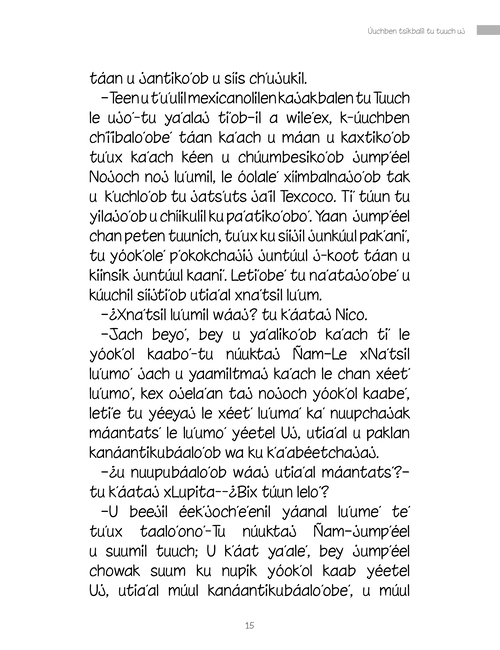 Úuchben tsikbalil tu tuuch uj
táan u jantiko'ob u síis ch'ujukil.
–Teen u t'u'ulil mexicanolilen kajakbalen tu Tuuch
le ujo'-tu ya'alaj ti'ob-il a wile'ex, k-úuchben
chi'ibalo'obe' táan ka'ach u máan u kaxtiko'ob
tu'ux ka'ach kéen u chúumbesiko'ob jump'éel
Nojoch noj lu'umil, le óolale' xíimbalnajo'ob tak
u k'uchlo'ob tu jats'uts ja'il Texcoco. Ti' túun tu
yilajo'ob u chíikulil ku pa'atiko'obo'. Yaan jump'éel
chan peten tuunich, tu'ux ku síijil junkúul pak'ani',
tu yóok'ole' p'okokchajij juntúul j-koot táan u
kíinsik juntúul kaani'. Leti'obe' tu na'atajo'obe' u
kúuchil síijti'ob utia'al xna'tsil lu'um.
–¿Xna'tsil lu'umil wáaj? tu k'áataj Nico.
–Jach beyo', bey u ya'aliko'ob ka'ach ti' le
yóok'ol kaabo'-tu núuktaj Ñam-Le xNa'tsil
lu'umo' jach u yaamiltmaj ka'ach le chan xéet'
lu'umo', kex ojela'an taj nojoch yóok'ol kaabe',
leti'e tu yéeyaj le xéet' lu'uma' ka' nuupchajak
máantats' le lu'umo' yéetel Uj, utia'al u paklan
kanáantikubáalo'ob wa ku k'a'abéetchajaj.
–¿u nuupubáalo'ob wáaj utia'al máantats'?–
tu k'áataj xLupita--¿Bix túun lelo'?
–U beejil éek'joch'e'enil yáanal lu'ume' te'
tu'ux taalo'ono'-Tu núuktaj Ñam-jump'éel
u suumil tuuch; U k'áat ya'ale', bey jump'éel
chowak suum ku nupik yóok'ol kaab yéetel
Uj, utia'al múul kanáantikubáalo'obe', u múul
15